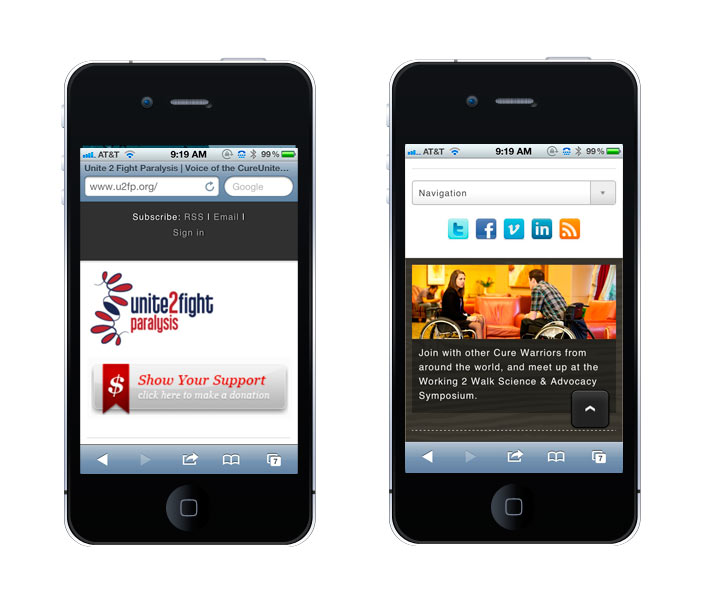 AT&T 9:19 AM 99%
Unite 2 Fight Paralysis | Voice of the CureUnite...
www.u2fp.org/ Google
Subscribe: RSS I Email I
Sign in
unite2fight
paralysis
$ Show Your Support
click here to make a donation
7
AT&T 9:19 AM 99%
Navigation
t f v in
Join with other Cure Warriors from
around the world, and meet up at the
Working 2 Walk Science & Advocacy
Symposium.
7